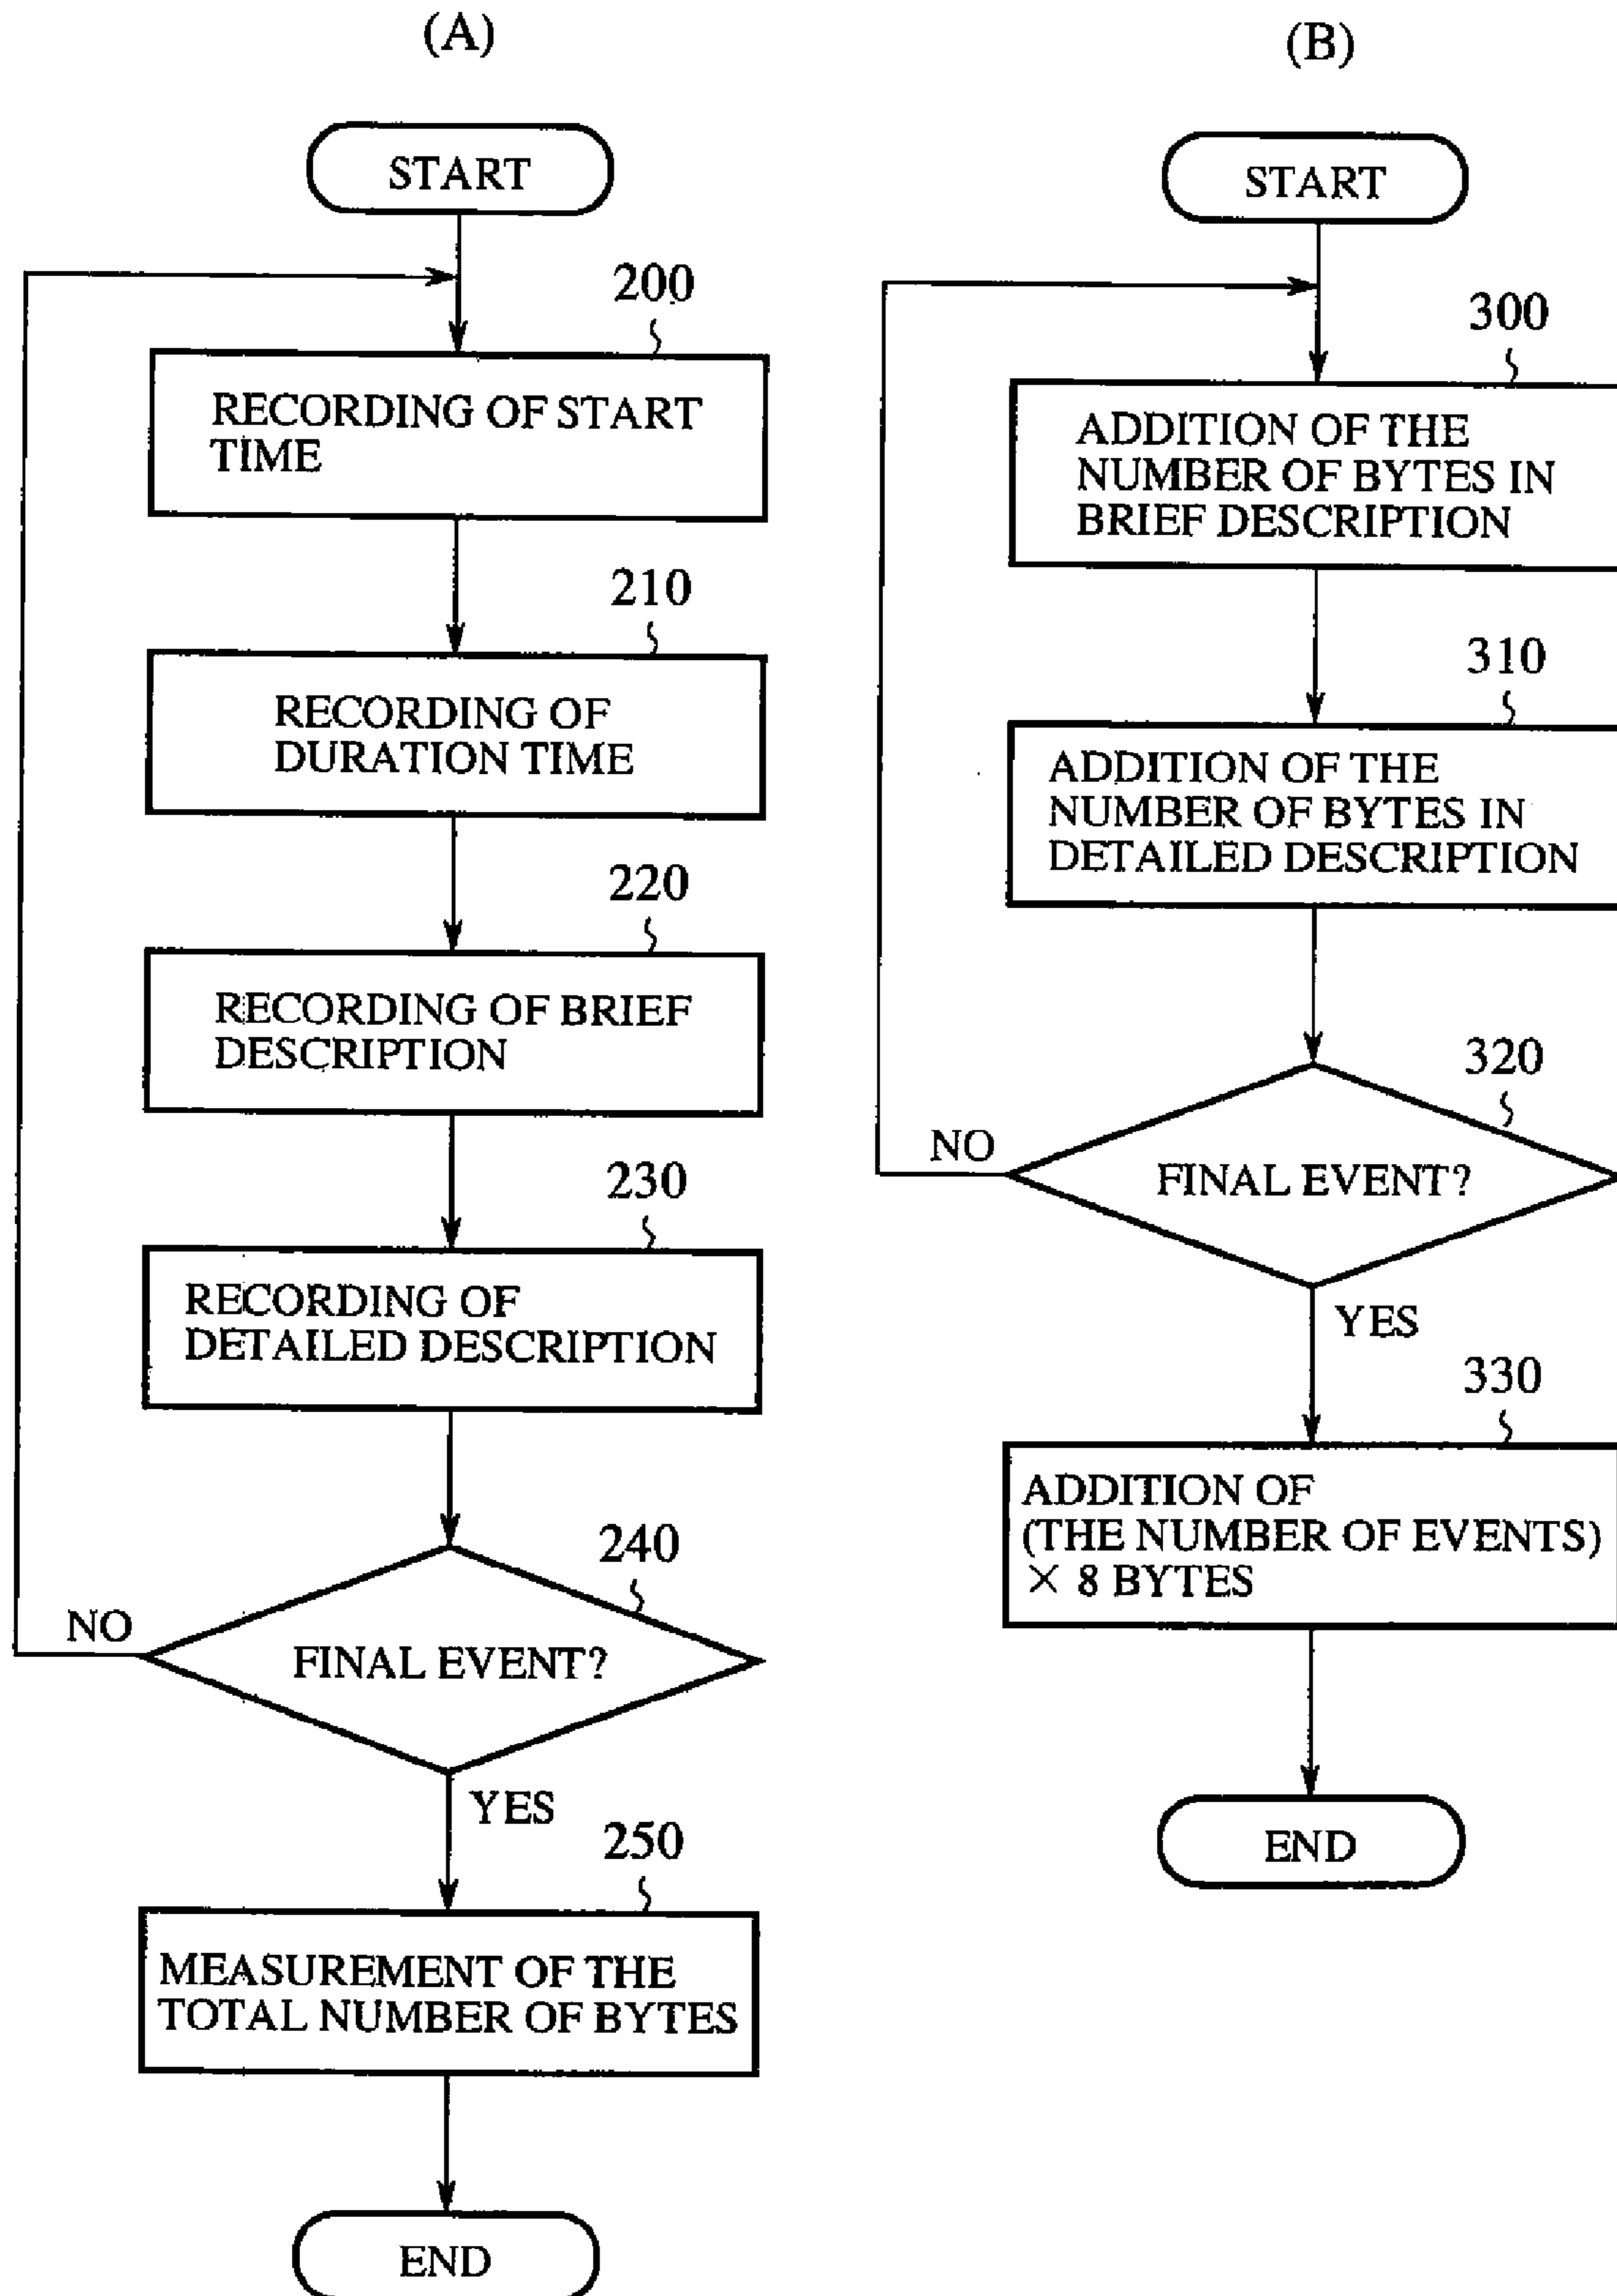 (A)
START
200
RECORDING OF START
TIME
210
RECORDING OF
DURATION TIME
220
RECORDING OF BRIEF
DESCRIPTION
230
RECORDING OF
DETAILED DESCRIPTION
240
NO
FINAL EVENT?
YES
250
MEASUREMENT OF THE
TOTAL NUMBER OF BYTES
END
(B)
START
300
ADDITION OF THE
NUMBER OF BYTES IN
BRIEF DESCRIPTION
310
ADDITION OF THE
NUMBER OF BYTES IN
DETAILED DESCRIPTION
320
NO
FINAL EVENT?
YES
330
ADDITION OF
(THE NUMBER OF EVENTS)
× 8 BYTES
END